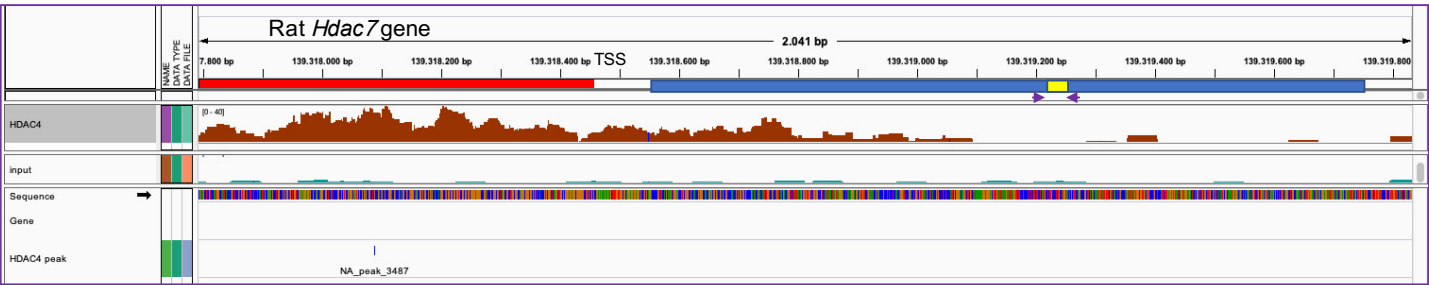 Rat Hdac7 gene
2.041 bp
NAME
DATA TYPE
DATA FILE
7.800 bp 139.318.000 bp 139.318.200 bp 139.318.400 bp TSS 139.318.600 bp 139.318.800 bp 139.319.000 bp 139.319.200 bp 139.319.400 bp 139.319.600 bp 139.319.800
HDAC4
[0 - 40]
input
Sequence
Gene
HDAC4 peak
NA_peak_3487